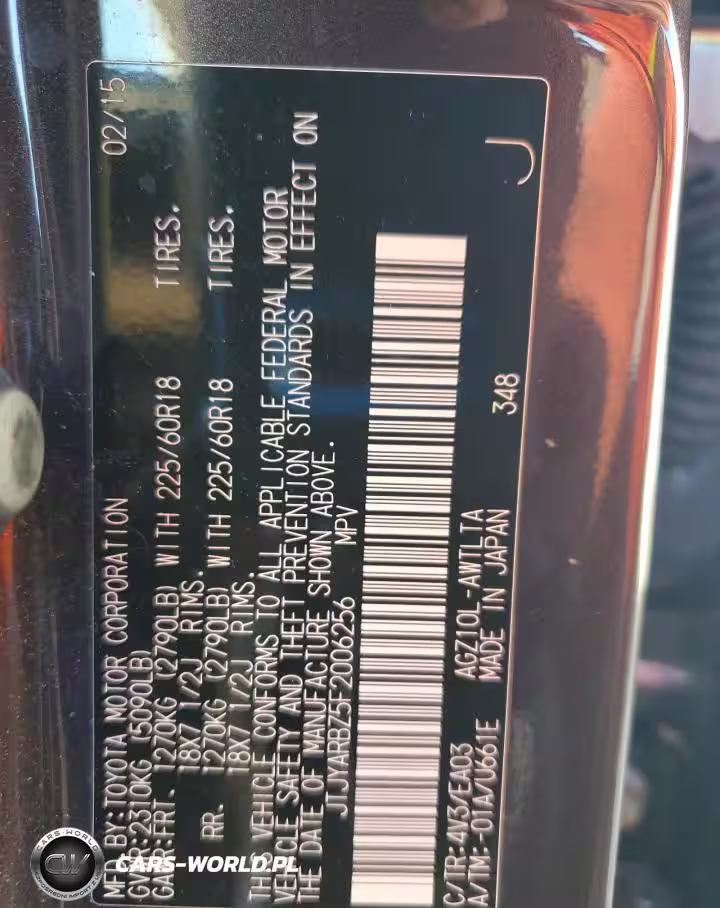 MFD BY:TOYOTA MOTOR CORPORATION 02/15
GVWR:2310KG (5090LB)
GAWR:FRT. 1270KG (2790LB) WITH 225/60R18 TIRES.
18X7 1/2J RIMS.
RR. 1270KG (2790LB) WITH 225/60R18 TIRES.
18X7 1/2J RIMS.
THIS VEHICLE CONFORMS TO ALL APPLICABLE FEDERAL MOTOR
VEHICLE SAFETY AND THEFT PREVENTION STANDARDS IN EFFECT ON
THE DATE OF MANUFACTURE SHOWN ABOVE.
JTJYARBZ5F2006256 MPV
C/TR:4V3/EA03 AGZ10L-AWTLTA
A/TM:-01A/U661E MADE IN JAPAN 348
J
CARS-WORLD.PL
CARS-WORLD
CW